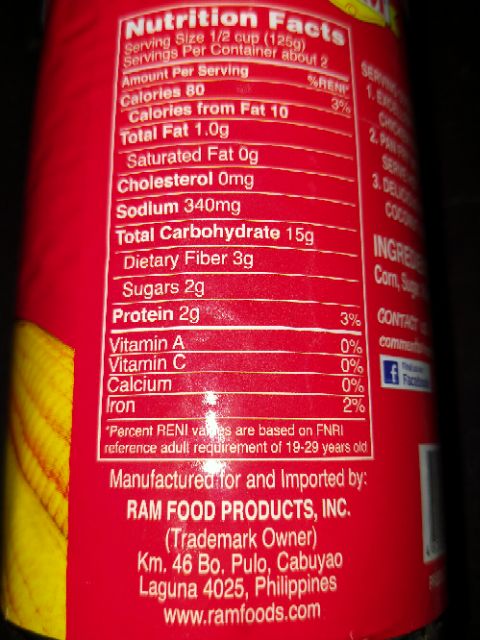 Nutrition Facts
Serving Size 1/2 cup (125g)
Servings Per Container about 2
Amount Per Serving
%RENI*
Calories 80 3%
Calories from Fat 10
Total Fat 1.0g
Saturated Fat 0g
Cholesterol 0mg
Sodium 340mg
Total Carbohydrate 15g
Dietary Fiber 3g
Sugars 2g
Protein 2g 3%
Vitamin A 0%
Vitamin C 0%
Calcium 0%
Iron 2%
*Percent RENI values are based on FNRI
reference adult requirement of 19-29 years old
Manufactured for and Imported by:
RAM FOOD PRODUCTS, INC.
(Trademark Owner)
Km. 46 Bo, Pulo, Cabuyao
Laguna 4025, Philippines
www.ramfoods.com
1.
2. PAN
3.
Corn,
CONTACT
f